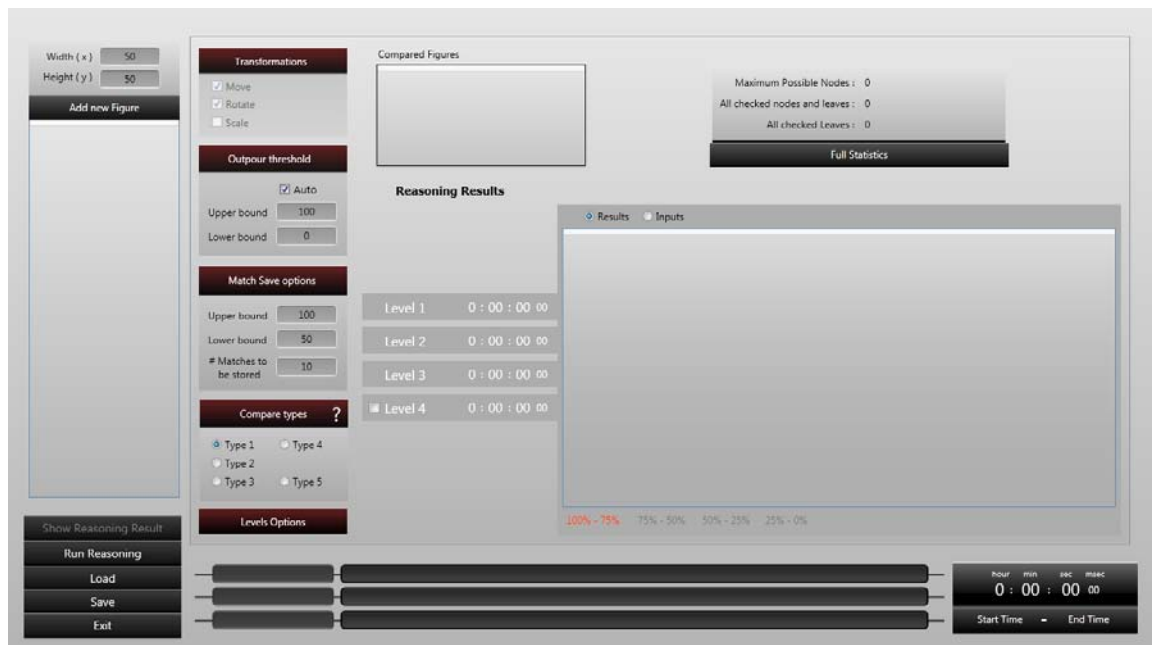 Width ( x ) 50
Height ( y ) 50
Add new Figure
Show Reasoning Result
Run Reasoning
Load
Save
Exit
Transformations
Move
Rotate
Scale
Outpour threshold
Auto
Upper bound 100
Lower bound 0
Match Save options
Upper bound 100
Lower bound 50
# Matches to
be stored 10
Compare types ?
Type 1 Type 4
Type 2
Type 3 Type 5
Levels Options
Compared Figures
Maximum Possible Nodes : 0
All checked nodes and leaves : 0
All checked Leaves : 0
Full Statistics
Reasoning Results
Results Inputs
Level 1 0 : 00 : 00 00
Level 2 0 : 00 : 00 00
Level 3 0 : 00 : 00 00
Level 4 0 : 00 : 00 00
100% - 75% 75% - 50% 50% - 25% 25% - 0%
hour min sec msec
0 : 00 : 00 00
Start Time - End Time